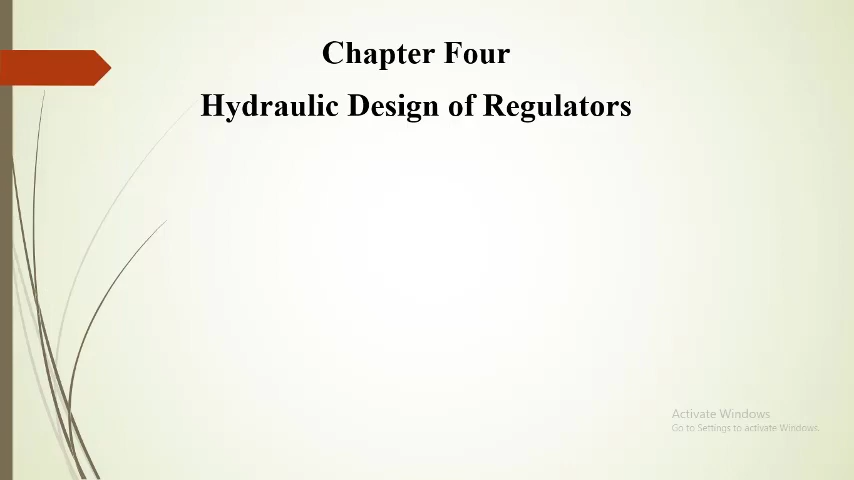 Chapter Four
Hydraulic Design of Regulators
Activate Windows
Go to Settings to activate Windows.